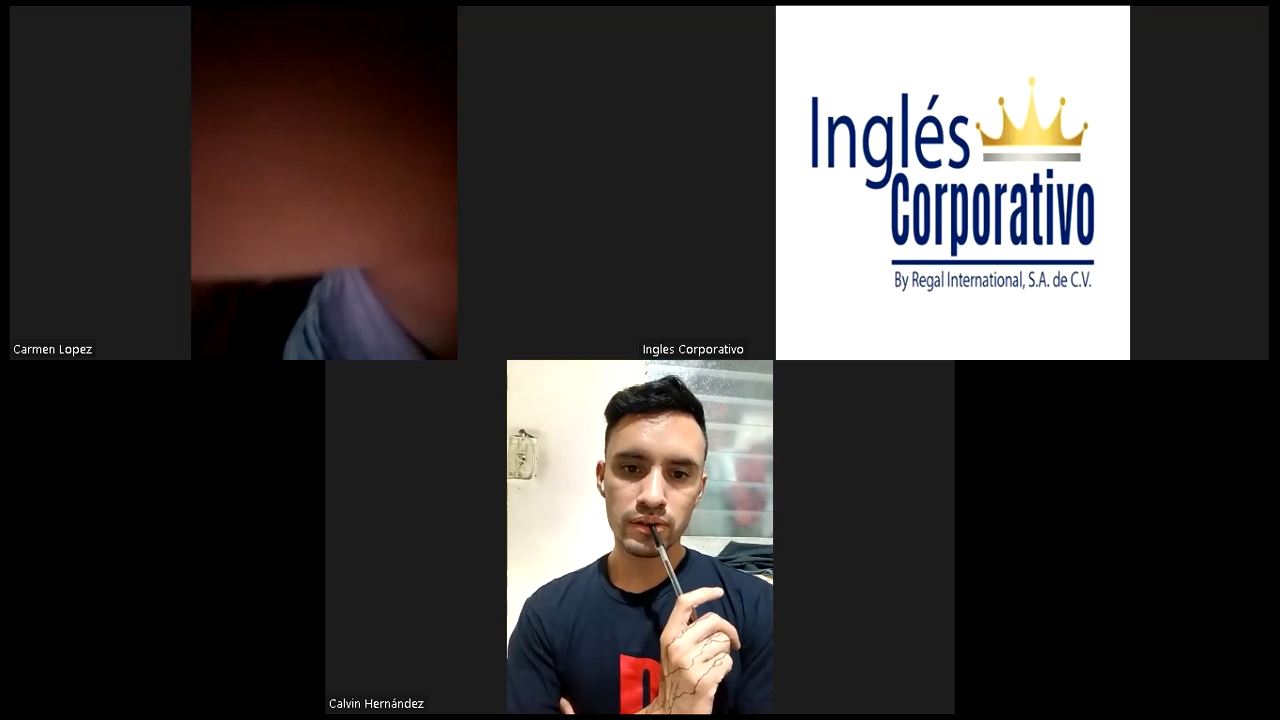 Inglés
Corporativo
By Regal International, S.A. de C.V.
Carmen Lopez
Ingles Corporativo
Calvin Hernández